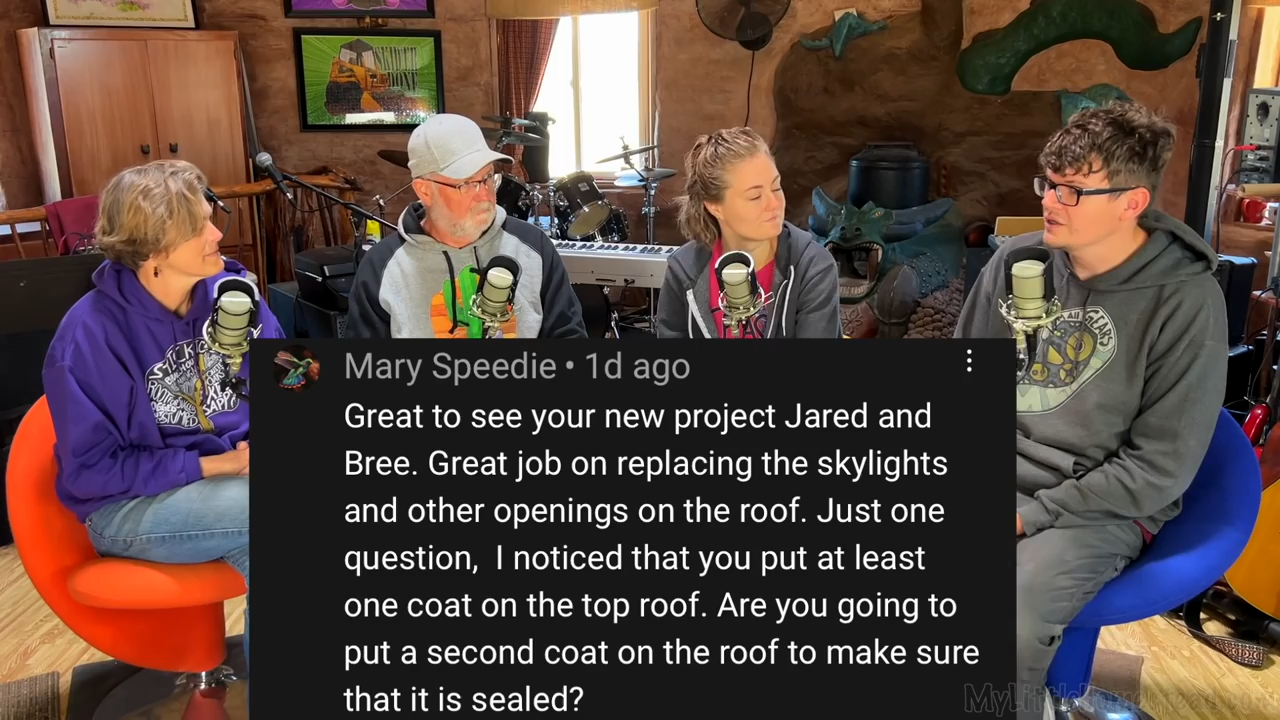 Mary Speedie • 1d ago
Great to see your new project Jared and
Bree. Great job on replacing the skylights
and other openings on the roof. Just one
question,  I noticed that you put at least
one coat on the top roof. Are you going to
put a second coat on the roof to make sure
that it is sealed?